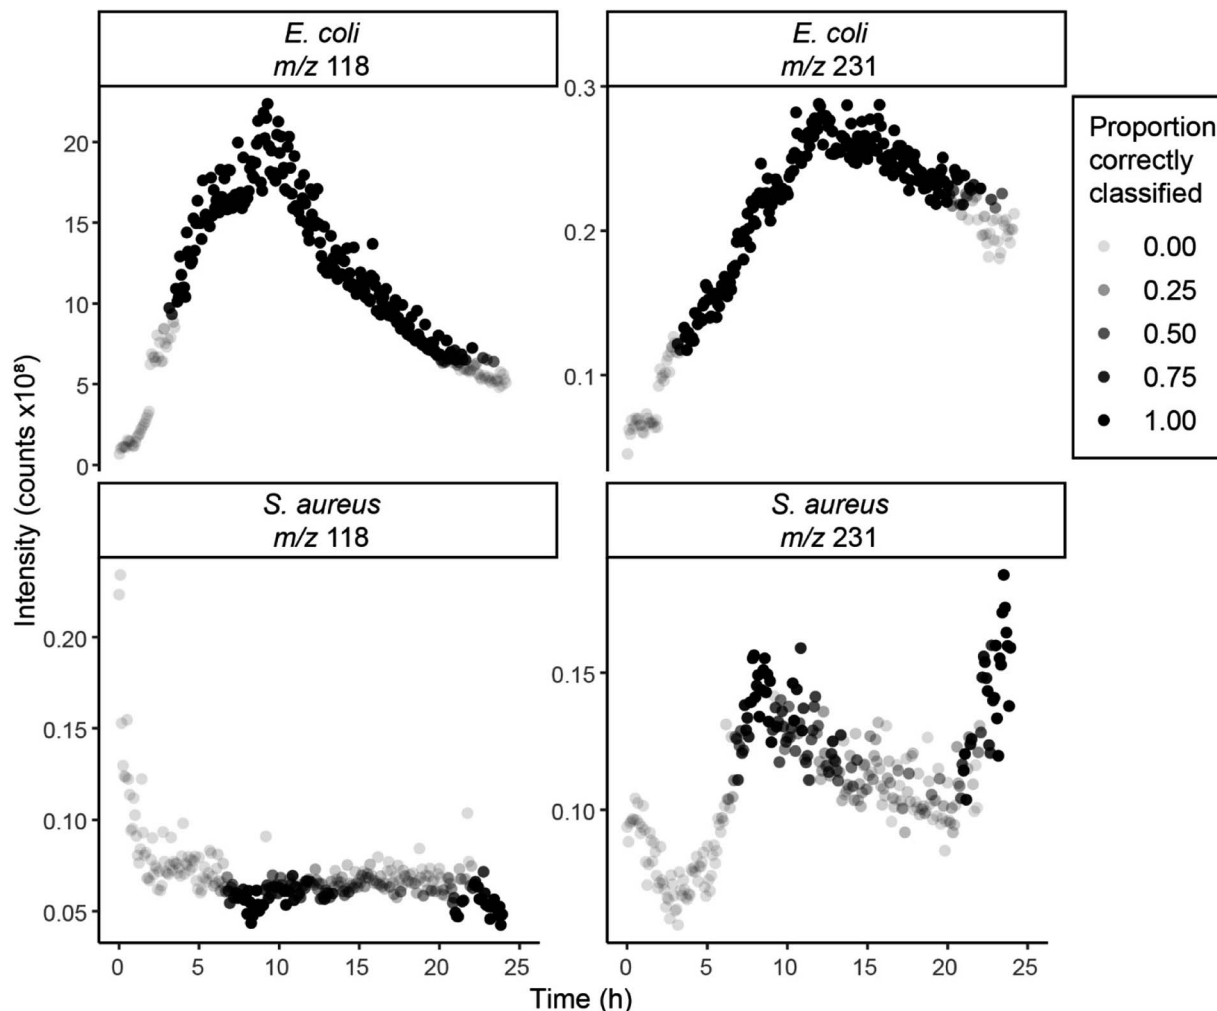 E. coli
m/z 118
E. coli
m/z 231
Proportion
correctly
classified
0.00
0.25
0.50
0.75
1.00
20
15
10
5
0
0.3
0.2
0.1
Intensity (counts x10⁸)
S. aureus
m/z 118
S. aureus
m/z 231
0.20
0.15
0.10
0.05
0.15
0.10
0 5 10 15 20 25
0 5 10 15 20 25
Time (h)